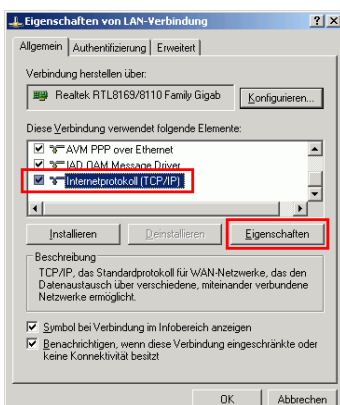 Eigenschaften von LAN-Verbindung
Allgemein Authentifizierung Erweitert
Verbindung herstellen über:
Realtek RTL8169/8110 Family Gigab Konfigurieren...
Diese Verbindung verwendet folgende Elemente:
AVM PPP over Ethernet
IAD OAM Message Driver
Internetprotokoll (TCP/IP)
Installieren Deinstallieren Eigenschaften
Beschreibung
TCP/IP, das Standardprotokoll für WAN-Netzwerke, das den
Datenaustausch über verschiedene, miteinander verbundene
Netzwerke ermöglicht.
Symbol bei Verbindung im Infobereich anzeigen
Benachrichtigen, wenn diese Verbindung eingeschränkte oder
keine Konnektivität besitzt
OK Abbrechen